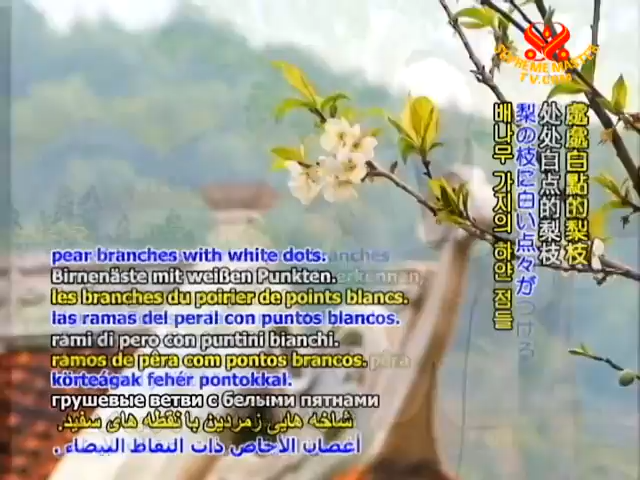 SUPREME MASTER
TV.COM
處處白點的梨枝
处处白点的梨枝
梨の枝に白い点々が
つける
배나무 가지의 하얀 점들
pear branches with white dots.
Birnenäste mit weißen Punkten.
les branches du poirier de points blancs.
las ramas del peral con puntos blancos.
rami di pero con puntini bianchi.
ramos de pêra com pontos brancos.
körteágak fehér pontokkal.
грушевые ветви с белыми пятнами
شاخه هایی زمردین با نقطه های سفید.
أغصان الأجاص ذات النقاط البيضاء .